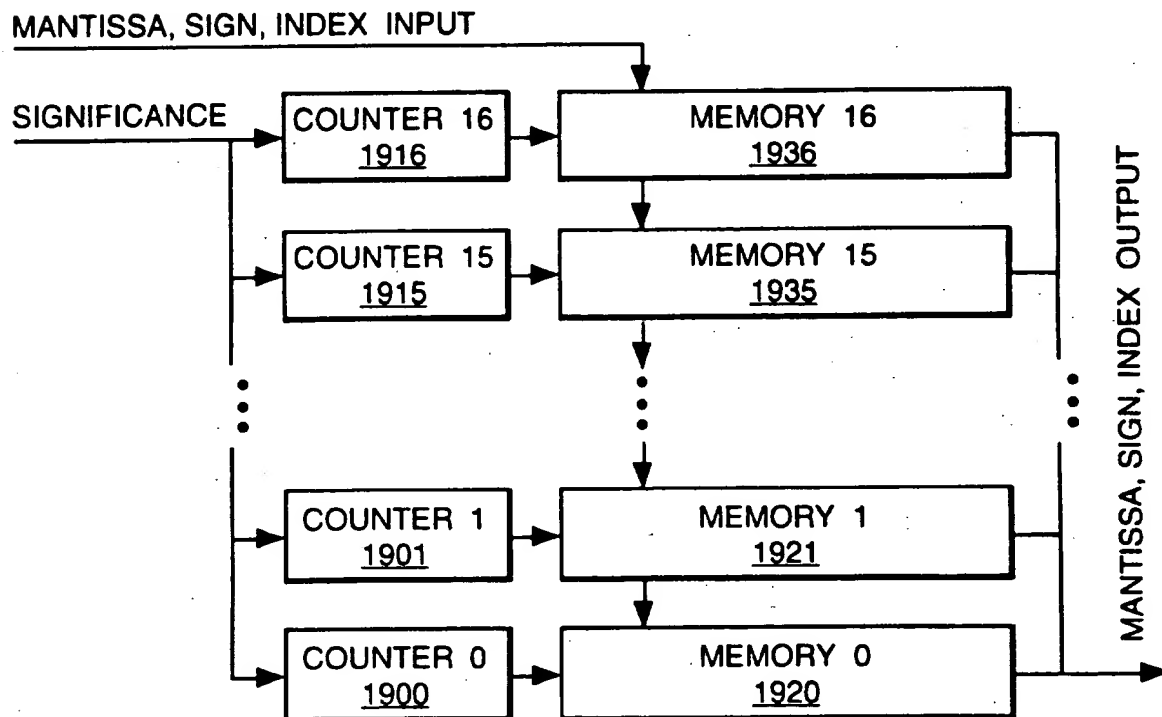 MANTISSA, SIGN, INDEX INPUT
SIGNIFICANCE
COUNTER 16
1916
MEMORY 16
1936
COUNTER 15
1915
MEMORY 15
1935
COUNTER 1
1901
MEMORY 1
1921
COUNTER 0
1900
MEMORY 0
1920
MANTISSA, SIGN, INDEX OUTPUT